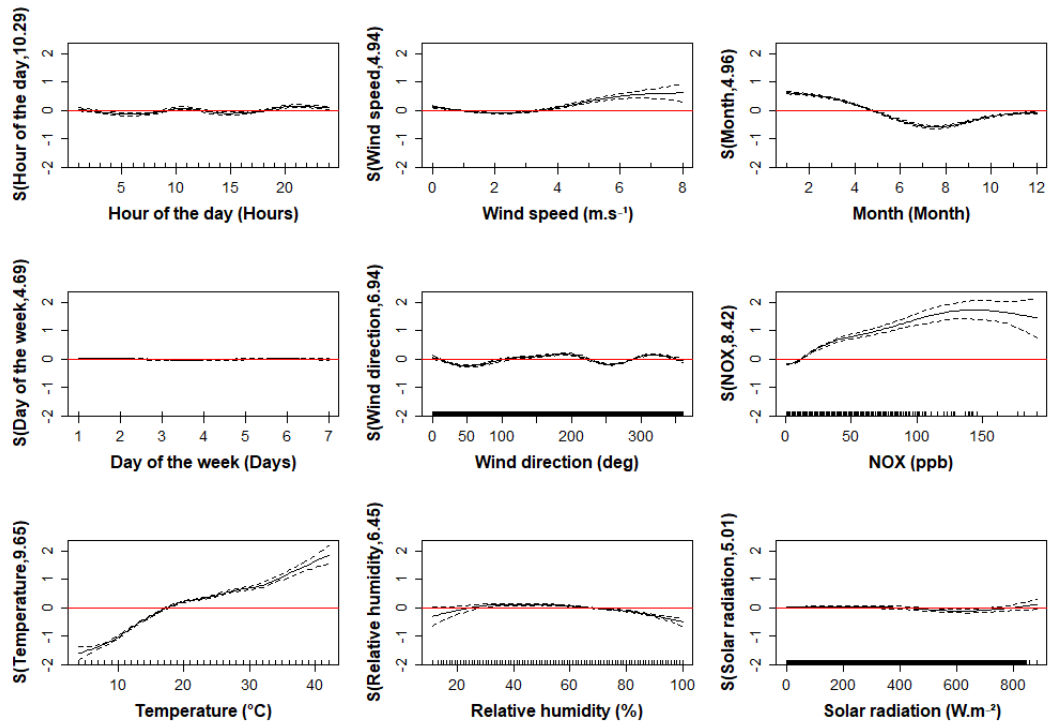 S(Hour of the day,10.29)
2
1
0
-1
-2
5 10 15 20
Hour of the day (Hours)
S(Wind speed,4.94)
2
1
0
-1
-2
0 2 4 6 8
Wind speed (m.s⁻¹)
S(Month,4.96)
2
1
0
-1
-2
2 4 6 8 10 12
Month (Month)
S(Day of the week,4.69)
2
1
0
-1
-2
1 2 3 4 5 6 7
Day of the week (Days)
S(Wind direction,6.94)
2
1
0
-1
-2
0 50 100 200 300
Wind direction (deg)
S(NOX,8.42)
2
1
0
-1
-2
0 50 100 150
NOX (ppb)
S(Temperature,9.65)
2
1
0
-1
-2
10 20 30 40
Temperature (°C)
S(Relative humidity,6.45)
2
1
0
-1
-2
20 40 60 80 100
Relative humidity (%)
S(Solar radiation,5.01)
2
1
0
-1
-2
0 200 400 600 800
Solar radiation (W.m⁻²)